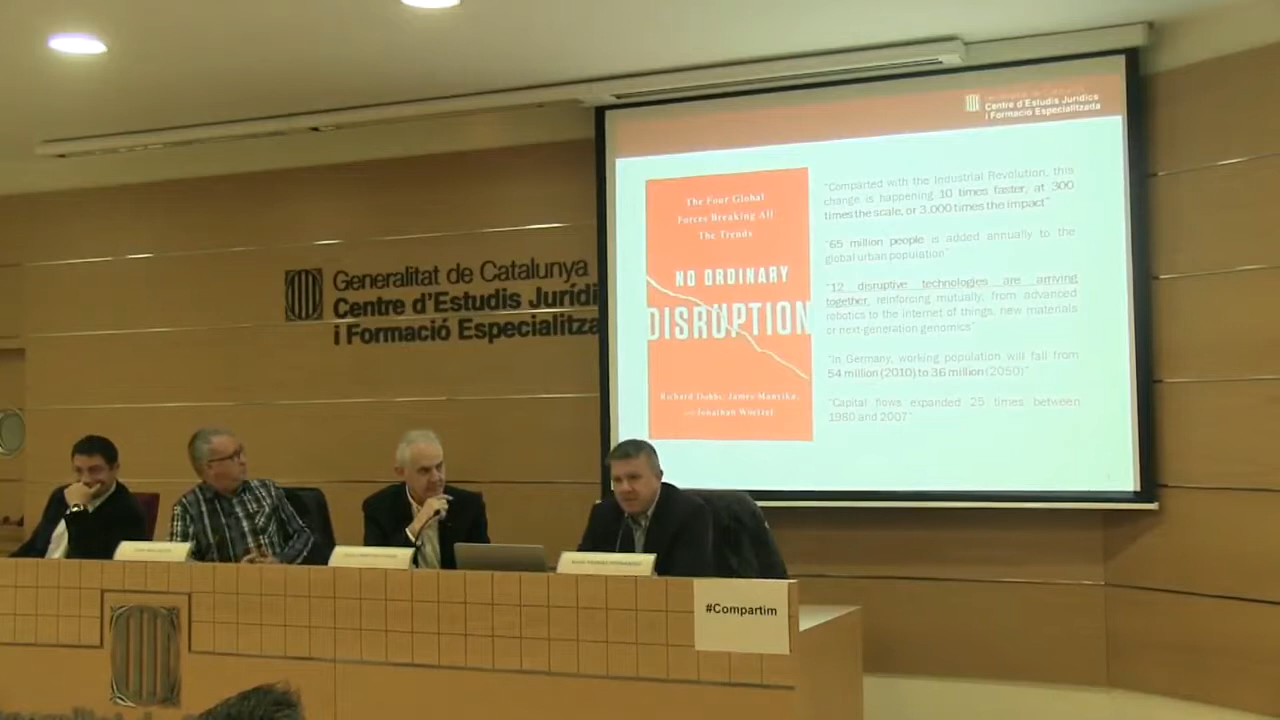 Generalitat de Catalunya
Centre d'Estudis Jurídics
i Formació Especialitzada
Generalitat de Catalunya
Centre d'Estudis Jurídi
i Formació Especialitza
The Four Global
Forces Breaking All
The Trends
NO ORDINARY
DISRUPTION
Richard Dobbs, James Manyika,
and Jonathan Woetzel
"Comparted with the Industrial Revolution, this
change is happening 10 times faster, at 300
times the scale, or 3.000 times the impact"
"65 million people is added annually to the
global urban population"
"12 disruptive technologies are arriving
together, reinforcing mutually, from advanced
robotics to the internet of things, new materials
or next-generation genomics"
"In Germany, working population will fall from
54 million (2010) to 36 million (2050)"
"Capital flows expanded 25 times between
1980 and 2007"
#Compartim